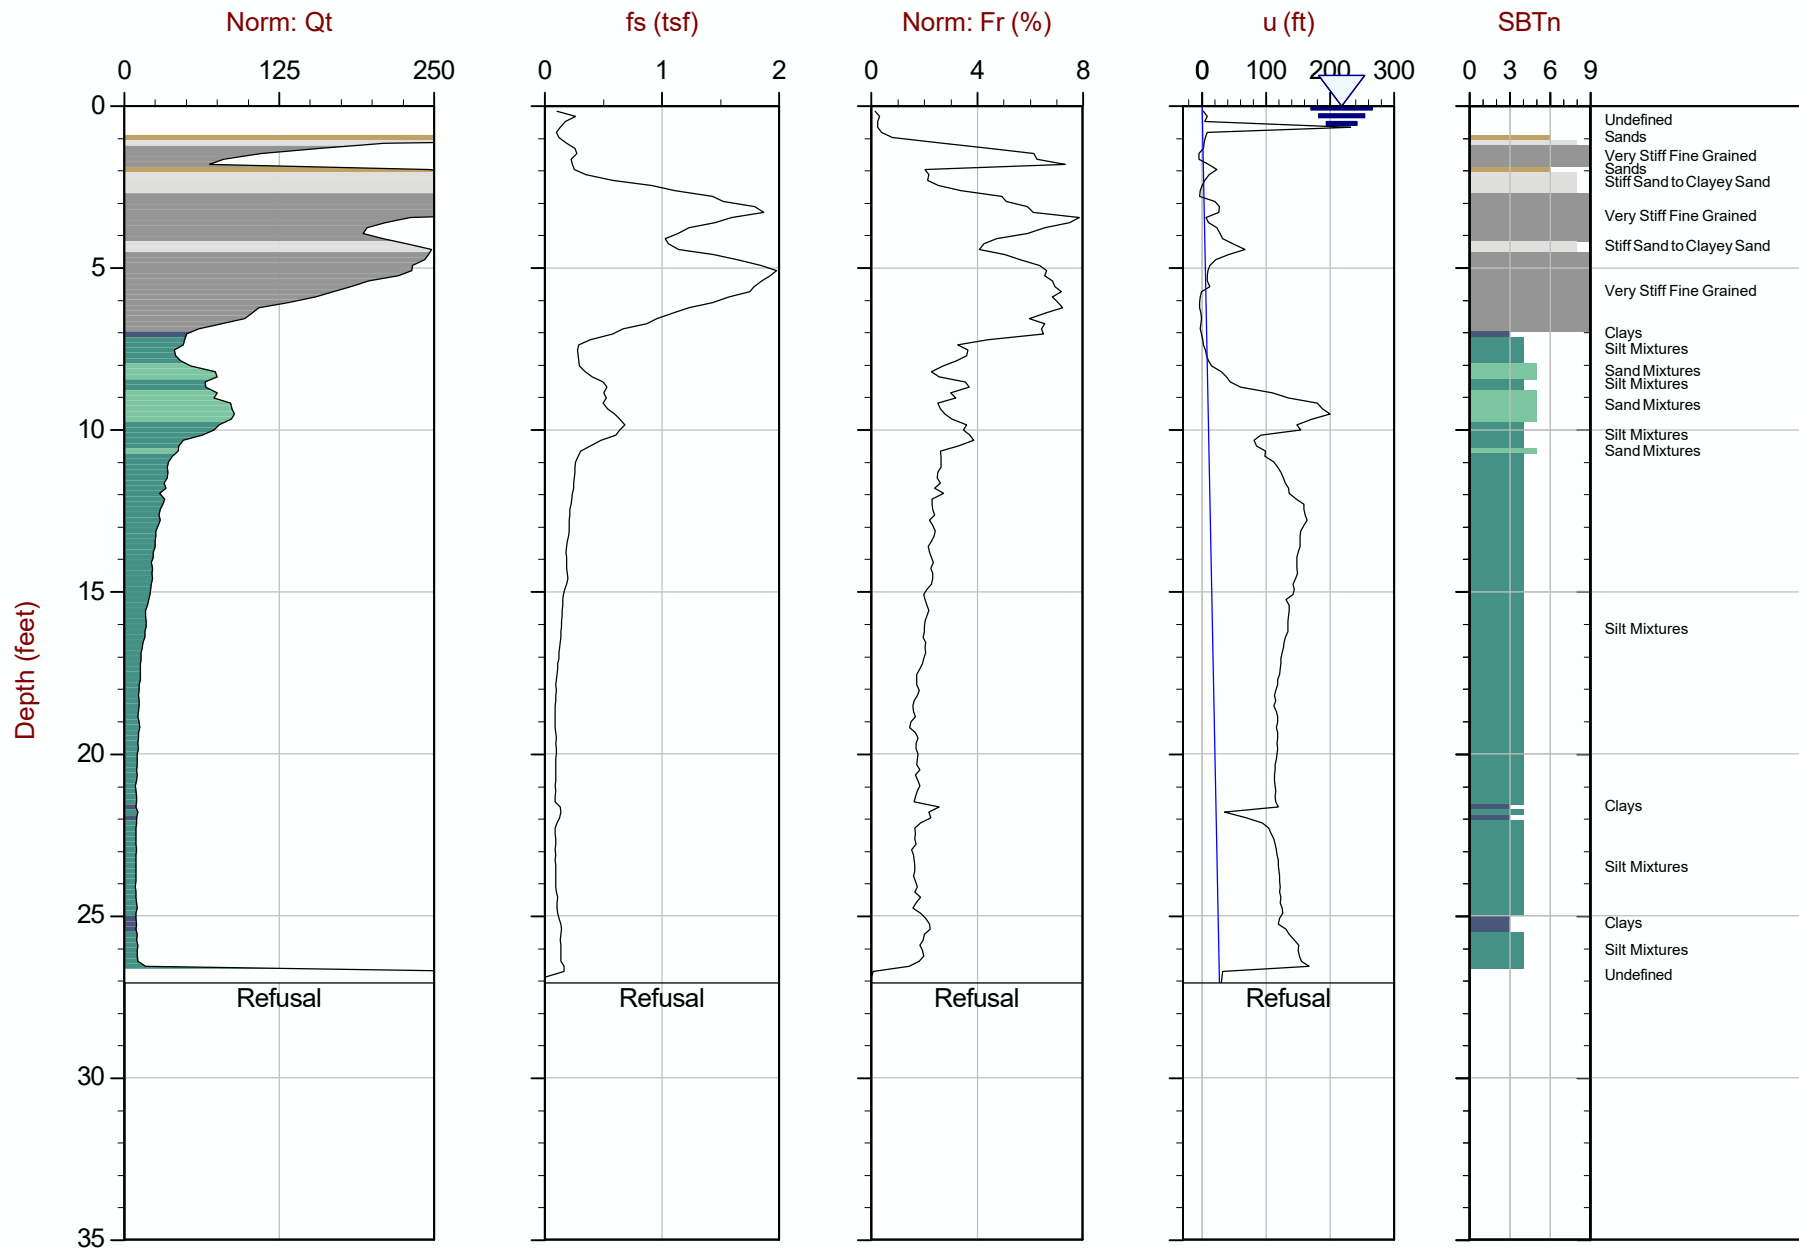 Norm: Qt
fs (tsf)
Norm: Fr (%)
u (ft)
SBTn
0 125 250
0 1 2
0 4 8
0 100 200 300
0 3 6 9
0
5
10
15
20
25
30
35
Depth (feet)
Undefined
Sands
Very Stiff Fine Grained
Sands
Stiff Sand to Clayey Sand
Very Stiff Fine Grained
Stiff Sand to Clayey Sand
Very Stiff Fine Grained
Clays
Silt Mixtures
Sand Mixtures
Silt Mixtures
Sand Mixtures
Silt Mixtures
Sand Mixtures
Silt Mixtures
Clays
Silt Mixtures
Clays
Silt Mixtures
Undefined
Refusal
Refusal
Refusal
Refusal